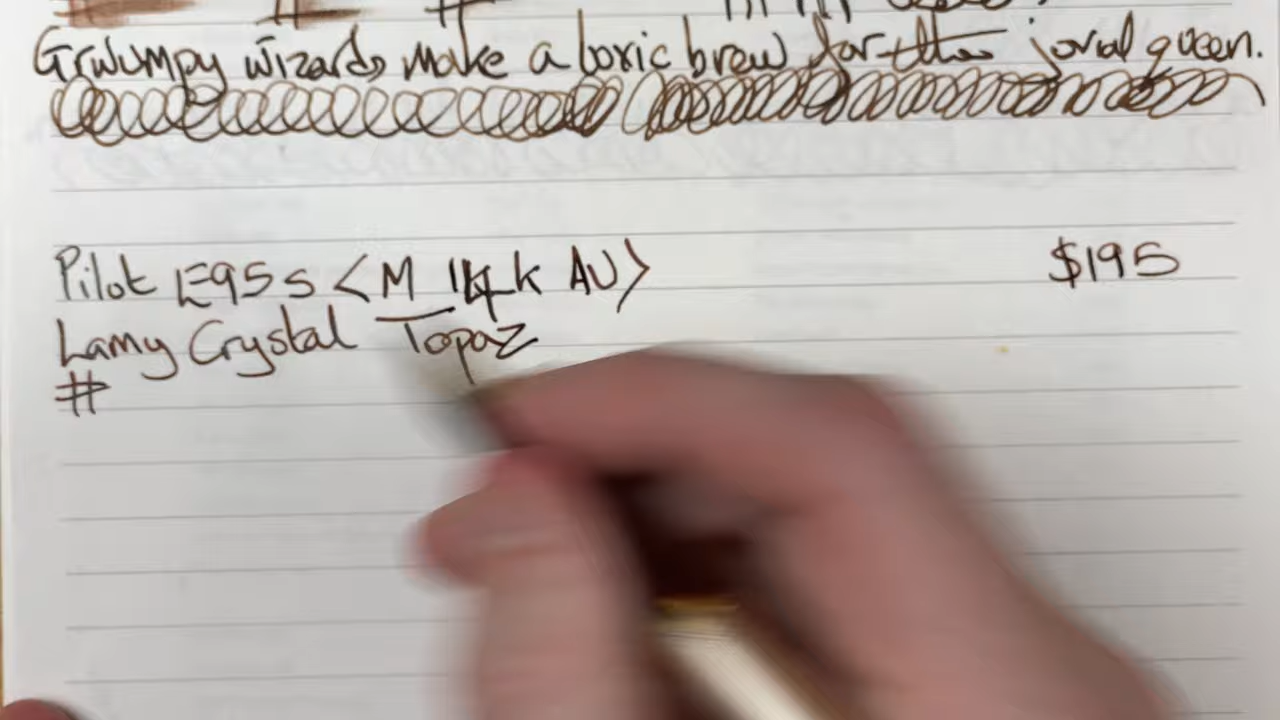 Grwumpy wizards make a toxic brew for the jovial queen.
Pilot E95s <M 14k AU> $195
Lamy Crystal Topaz
#